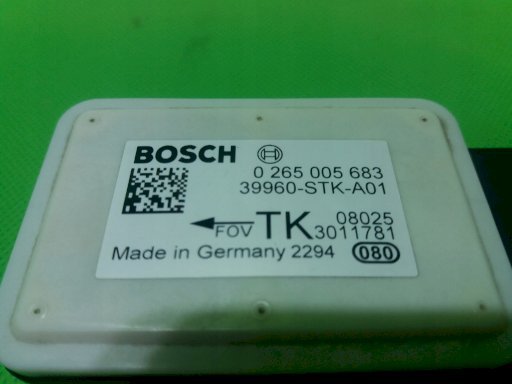 BOSCH
0 265 005 683
39960-STK-A01
FOV TK 08025
3011781
Made in Germany 2294 080